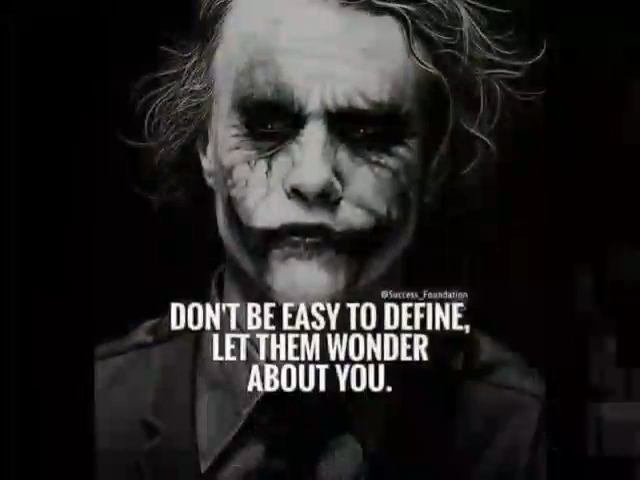 @Success_Foundation
DON'T BE EASY TO DEFINE,
LET THEM WONDER
ABOUT YOU.